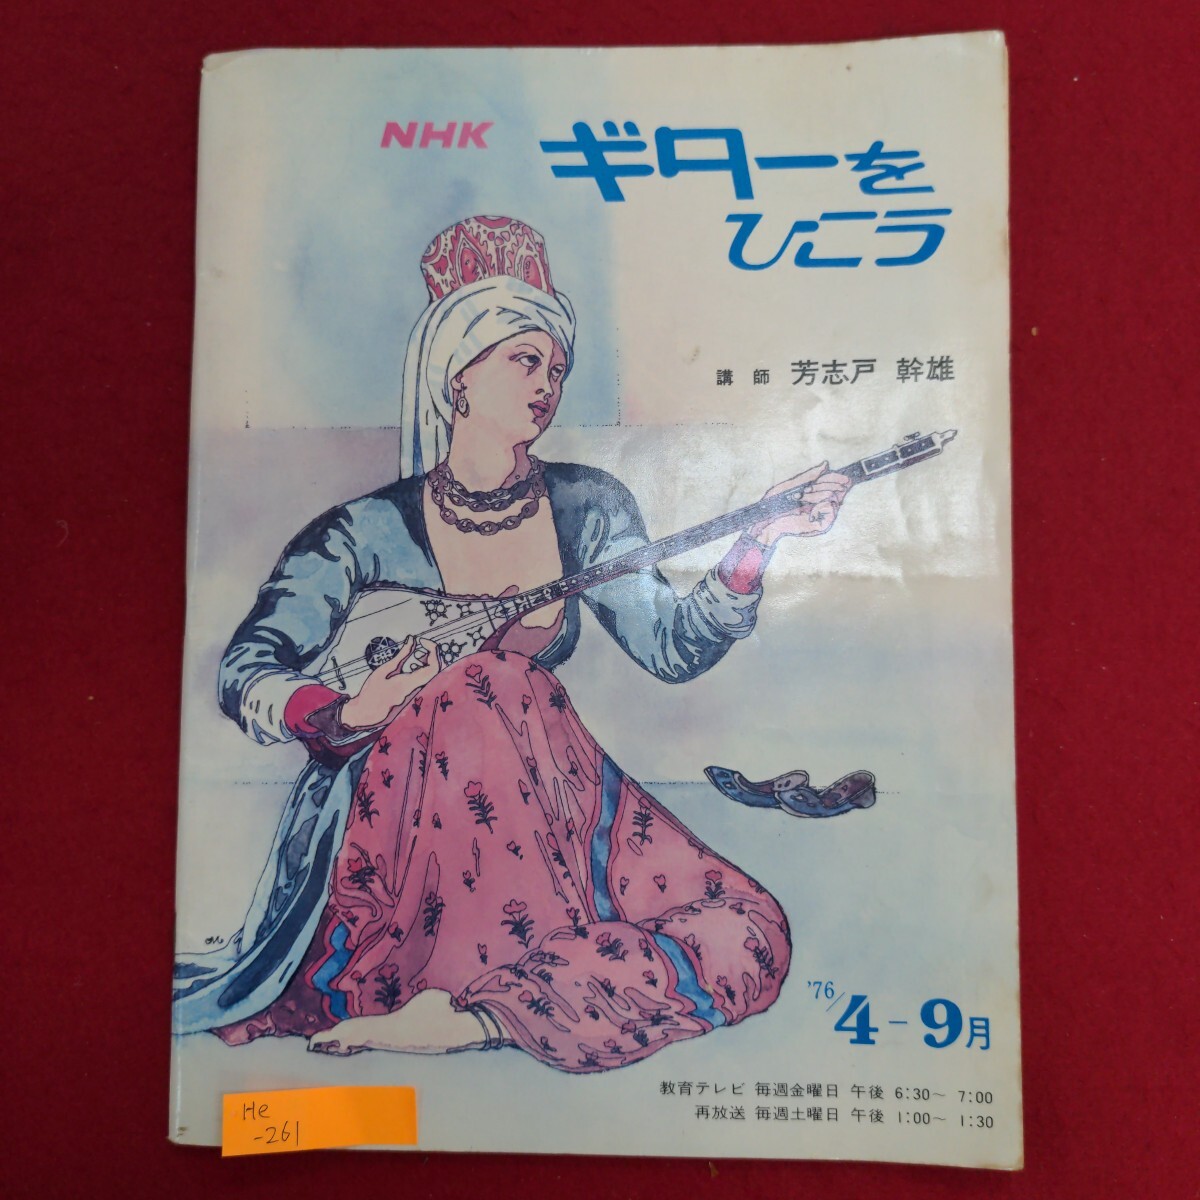 NHK ギターを
ひこう
講師 芳志戸 幹雄
'76/4-9月
教育テレビ 毎週金曜日 午後 6:30〜 7:00
再放送 毎週土曜日 午後 1:00〜 1:30
He
-261